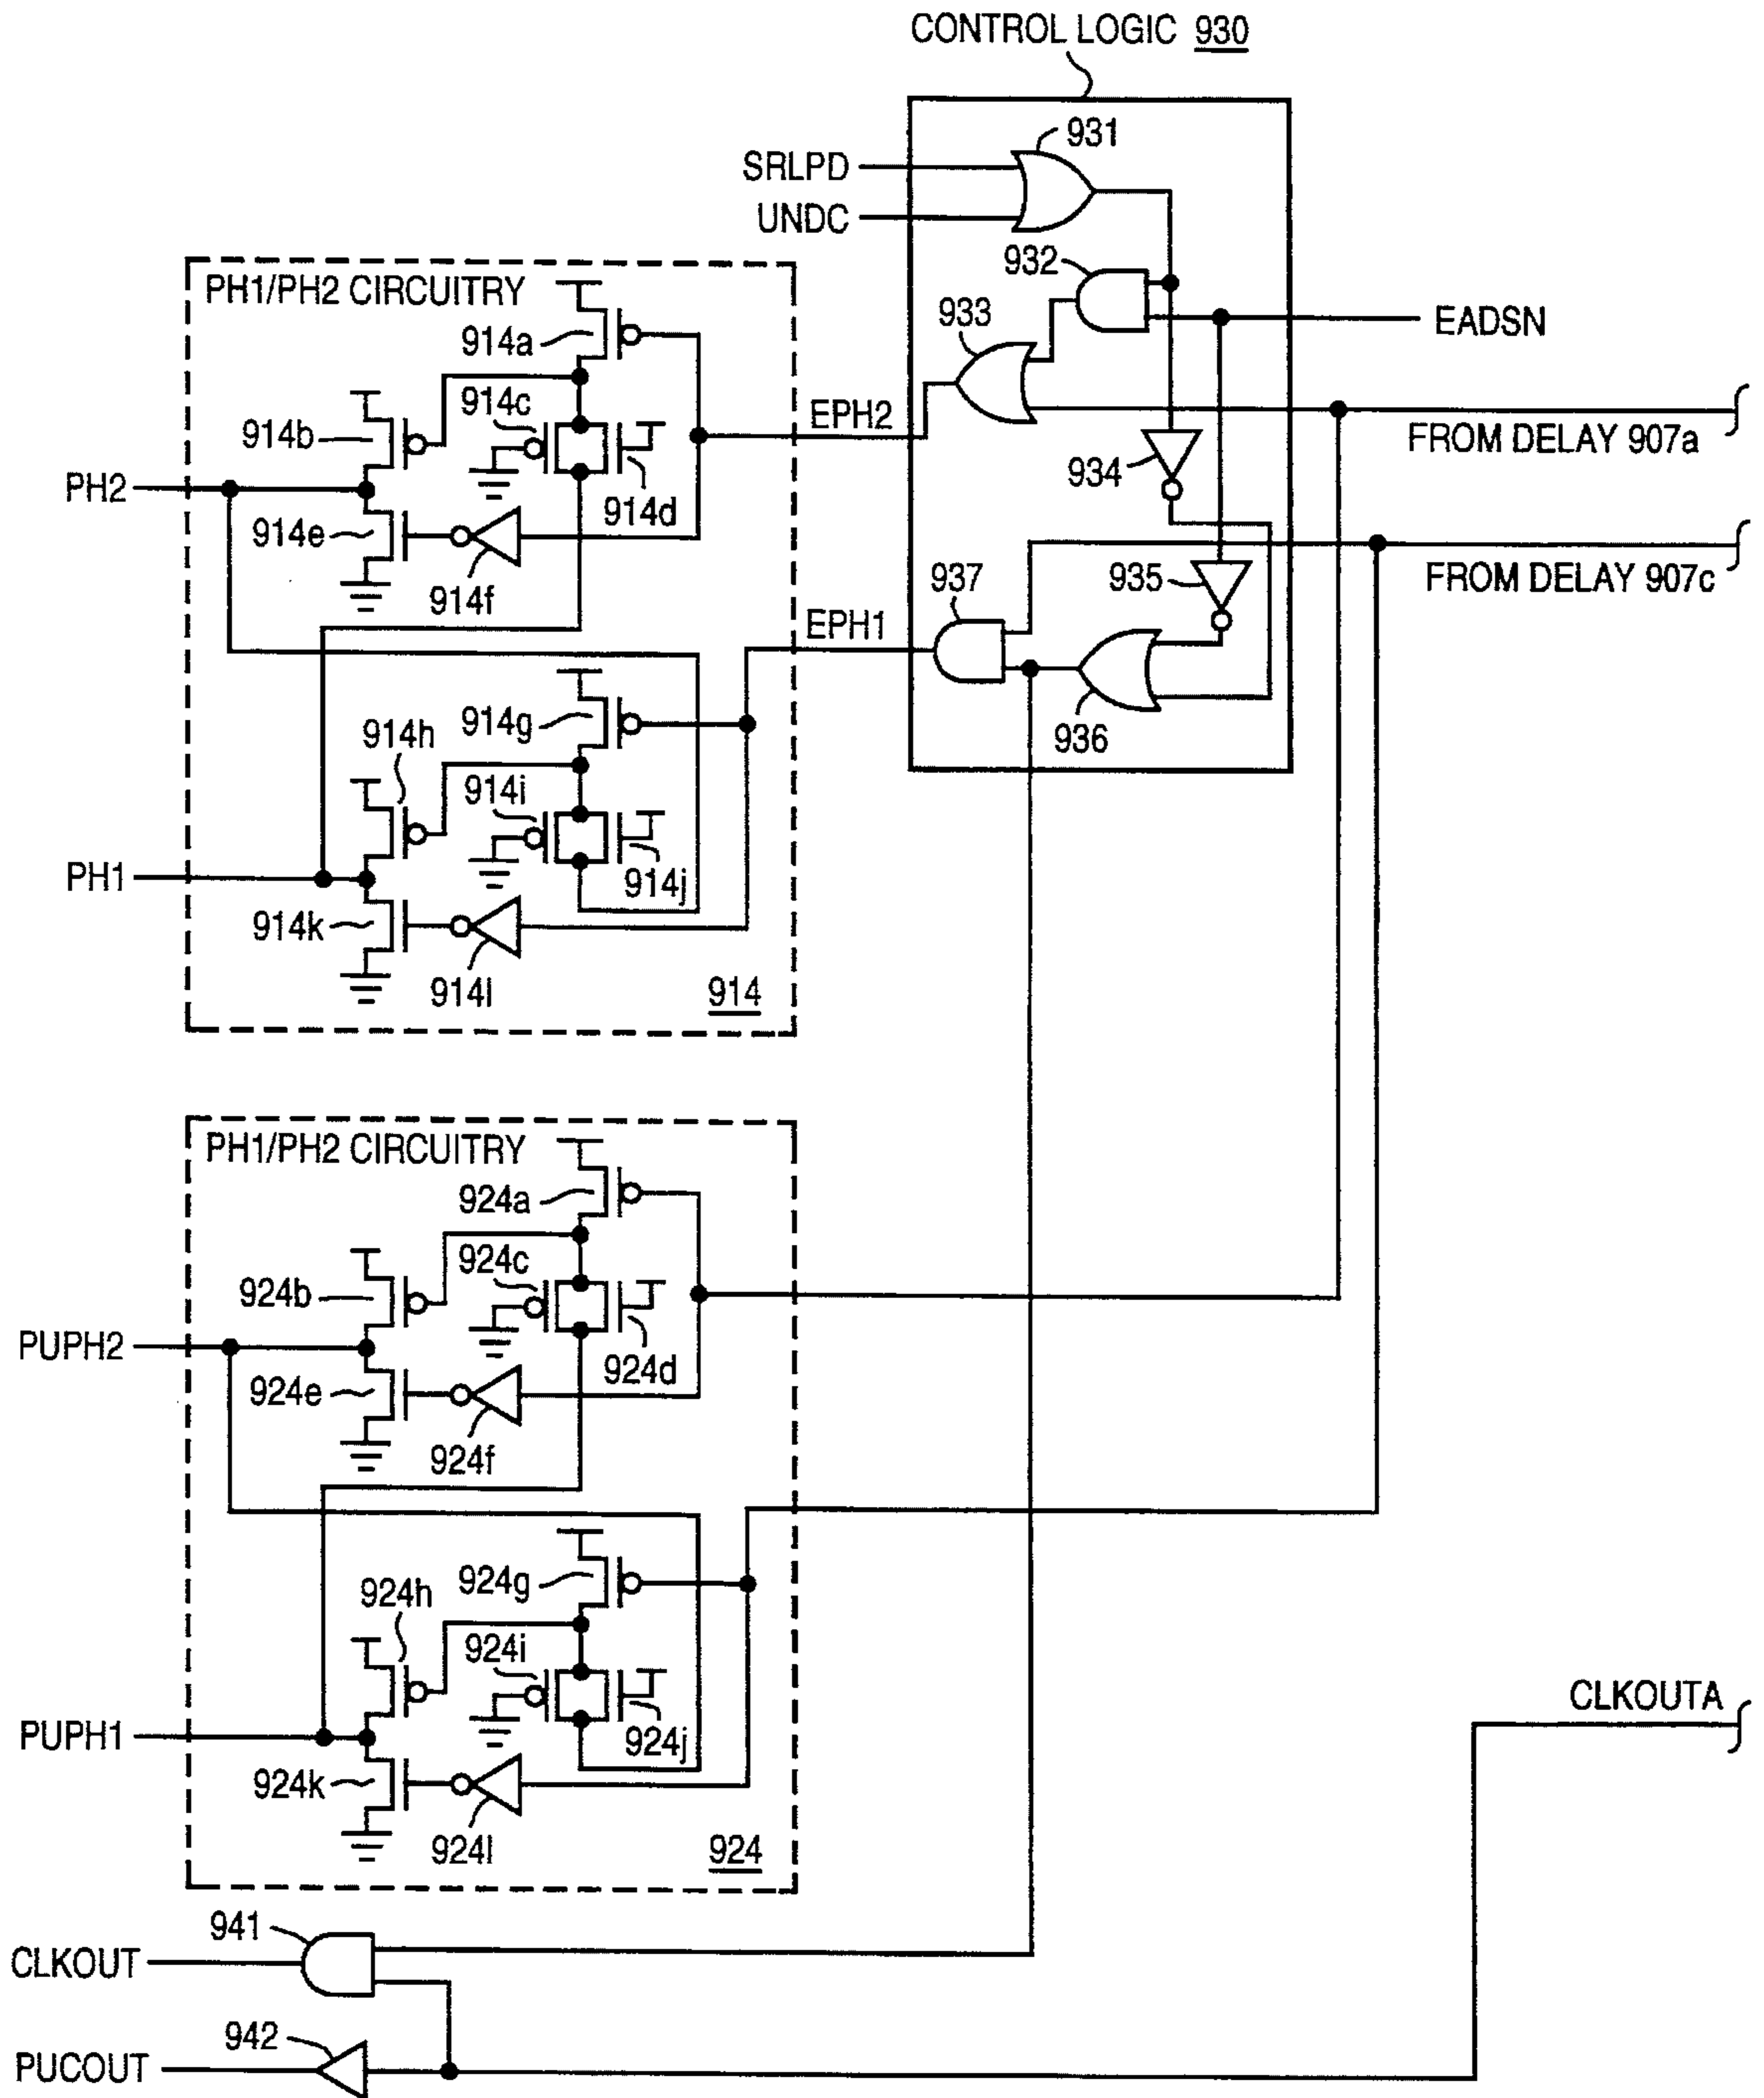 CONTROL LOGIC 930
931
SRLPD
UNDC
932
933
EADSN
PH1/PH2 CIRCUITRY
914a
914c
914b
EPH2
FROM DELAY 907a
934
PH2
914d
914e
914f
937
935
FROM DELAY 907c
EPH1
914g
936
914h
914i
PH1
914j
914k
914l
914
PH1/PH2 CIRCUITRY
924a
924c
924b
PUPH2
924d
924e
924f
924g
924h
924i
CLKOUTA
PUPH1
924j
924k
924l
924
941
CLKOUT
942
PUCOUT